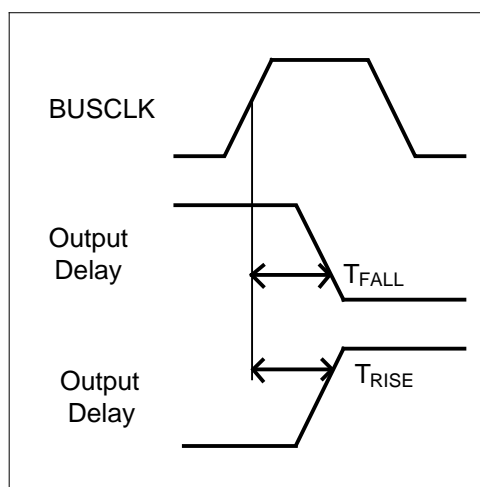 BUSCLK
Output
Delay
TFALL
Output
Delay
TRISE